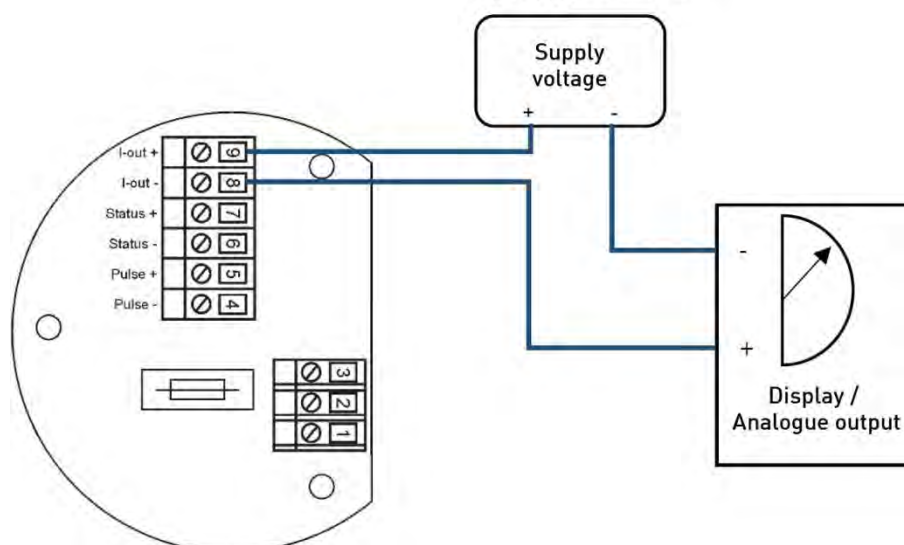 Supply
voltage
+ -
I-out + 9
I-out - 8
Status + 7
Status - 6
Pulse + 5
Pulse - 4
-
+
3
2
1
Display /
Analogue output